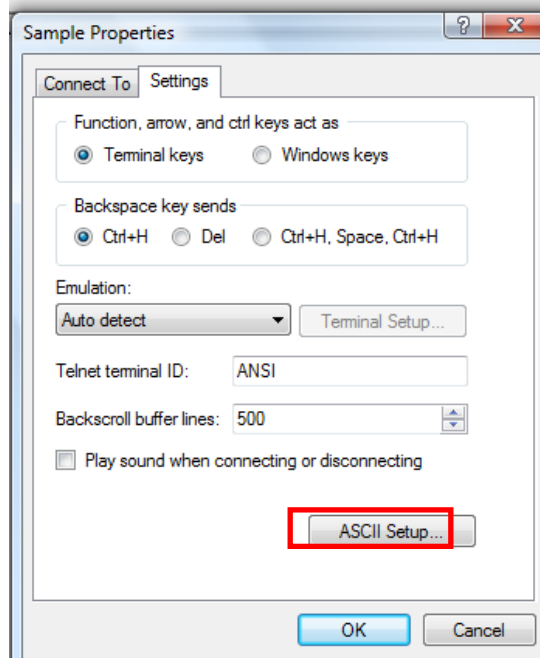 Sample Properties
Connect To Settings
Function, arrow, and ctrl keys act as
Terminal keys Windows keys
Backspace key sends
Ctrl+H Del Ctrl+H, Space, Ctrl+H
Emulation:
Auto detect Terminal Setup...
Telnet terminal ID: ANSI
Backscroll buffer lines: 500
Play sound when connecting or disconnecting
ASCII Setup...
OK Cancel